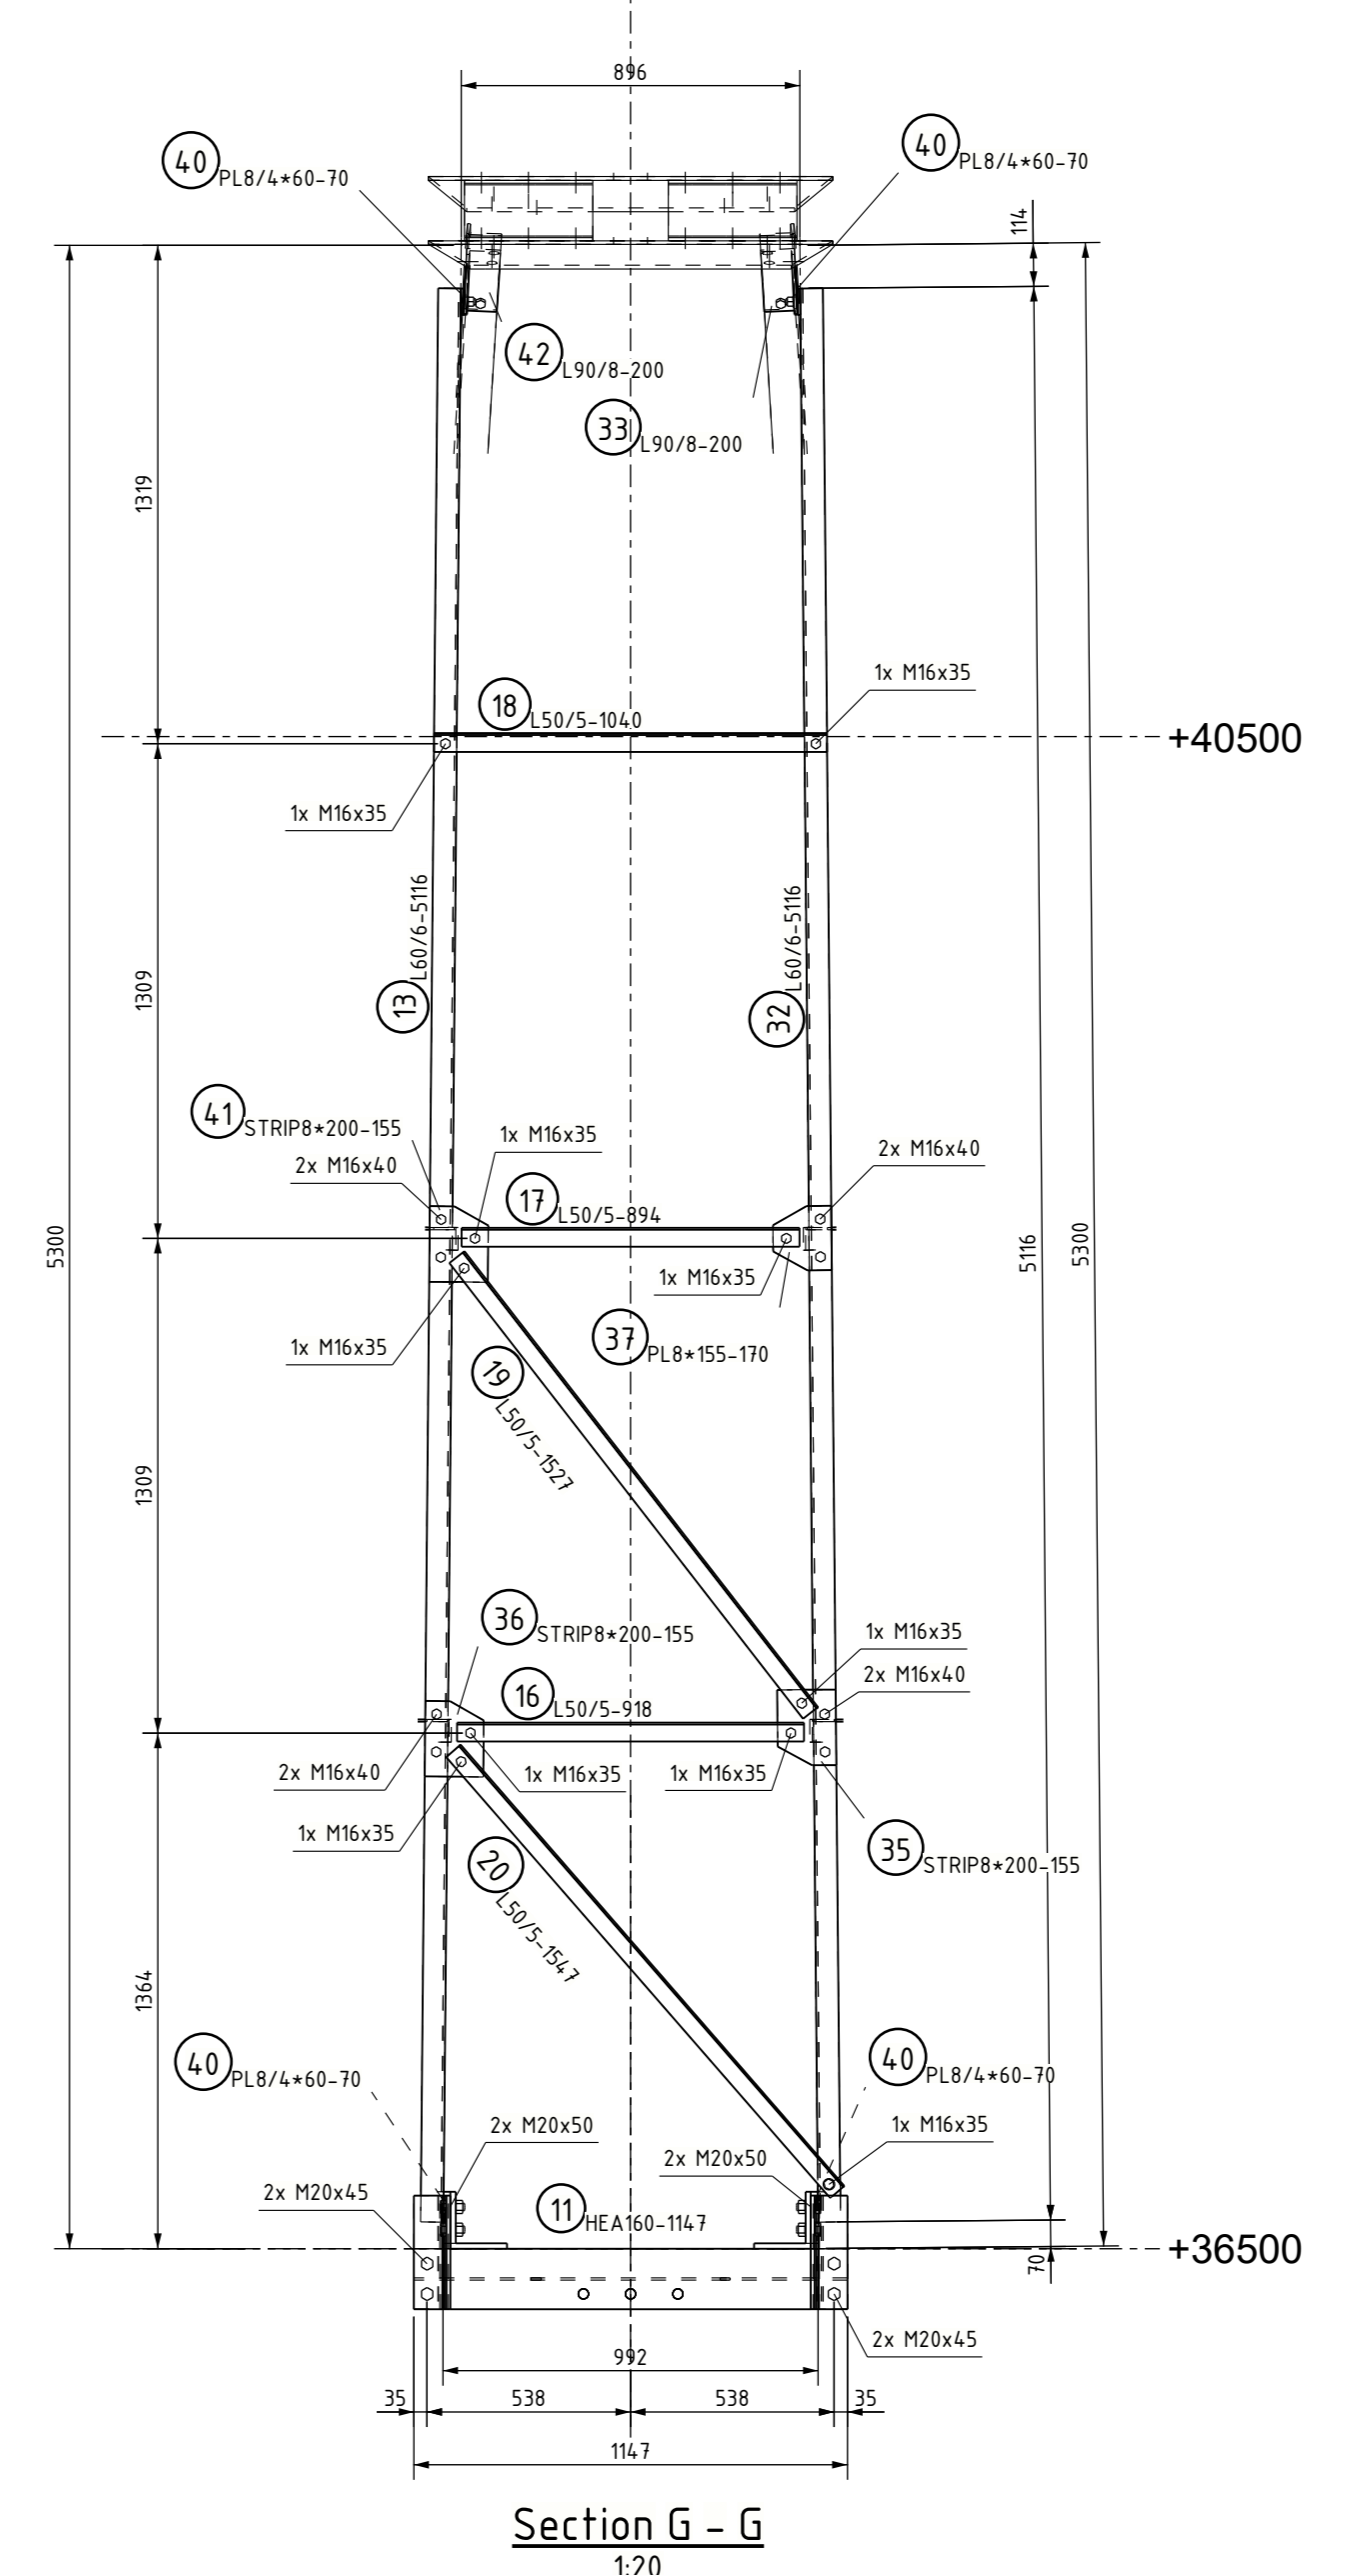 896
40
PL8/4*60-70
40
PL8/4*60-70
114
42
L90/8-200
33
L90/8-200
1319
18
L50/5-1040
1x M16x35
+40500
1x M16x35
13
L60/6-5116
32
L60/6-5116
1309
41
STRIP8*200-155
1x M16x35
2x M16x40
2x M16x40
17
L50/5-894
5300
5116
5300
1x M16x35
1x M16x35
37
PL8*155-170
19
L50/5-1527
1309
36
STRIP8*200-155
1x M16x35
2x M16x40
16
L50/5-918
2x M16x40
1x M16x35
1x M16x35
1x M16x35
35
STRIP8*200-155
20
L50/5-1547
1364
40
PL8/4*60-70
40
PL8/4*60-70
2x M20x50
1x M16x35
2x M20x50
2x M20x45
11
HEA160-1147
+36500
70
2x M20x45
992
35
538
538
35
1147
Section G - G
1:20